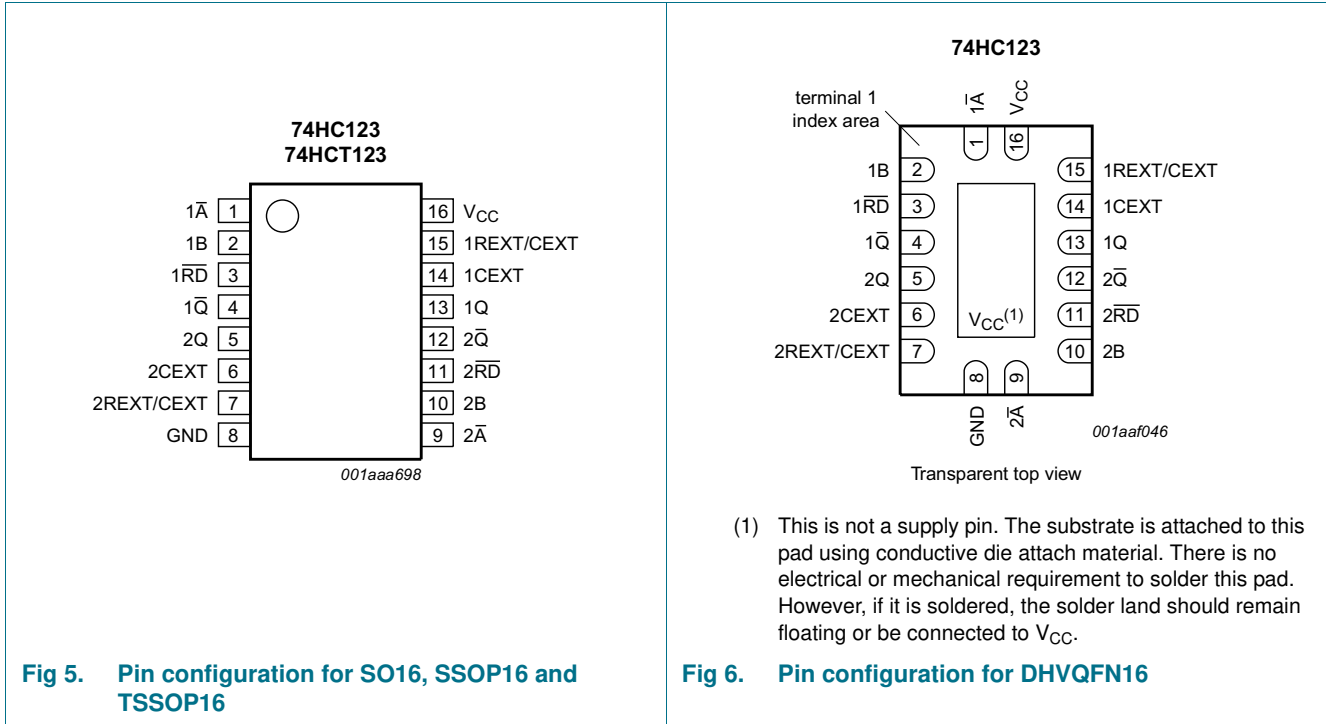 74HC123
74HCT123
1A̅ 1
1B 2
1R̅D̅ 3
1Q̅ 4
2Q 5
2CEXT 6
2REXT/CEXT 7
GND 8
16 VCC
15 1REXT/CEXT
14 1CEXT
13 1Q
12 2Q̅
11 2R̅D̅
10 2B
9 2A̅
001aaa698
Fig 5. Pin configuration for SO16, SSOP16 and
TSSOP16
74HC123
terminal 1
index area
1A̅ VCC
1 16
1B 2
1R̅D̅ 3
1Q̅ 4
2Q 5
2CEXT 6
2REXT/CEXT 7
15 1REXT/CEXT
14 1CEXT
13 1Q
12 2Q̅
11 2R̅D̅
10 2B
VCC(1)
8 9
GND 2A̅
001aaf046
Transparent top view
(1) This is not a supply pin. The substrate is attached to this
pad using conductive die attach material. There is no
electrical or mechanical requirement to solder this pad.
However, if it is soldered, the solder land should remain
floating or be connected to VCC.
Fig 6. Pin configuration for DHVQFN16